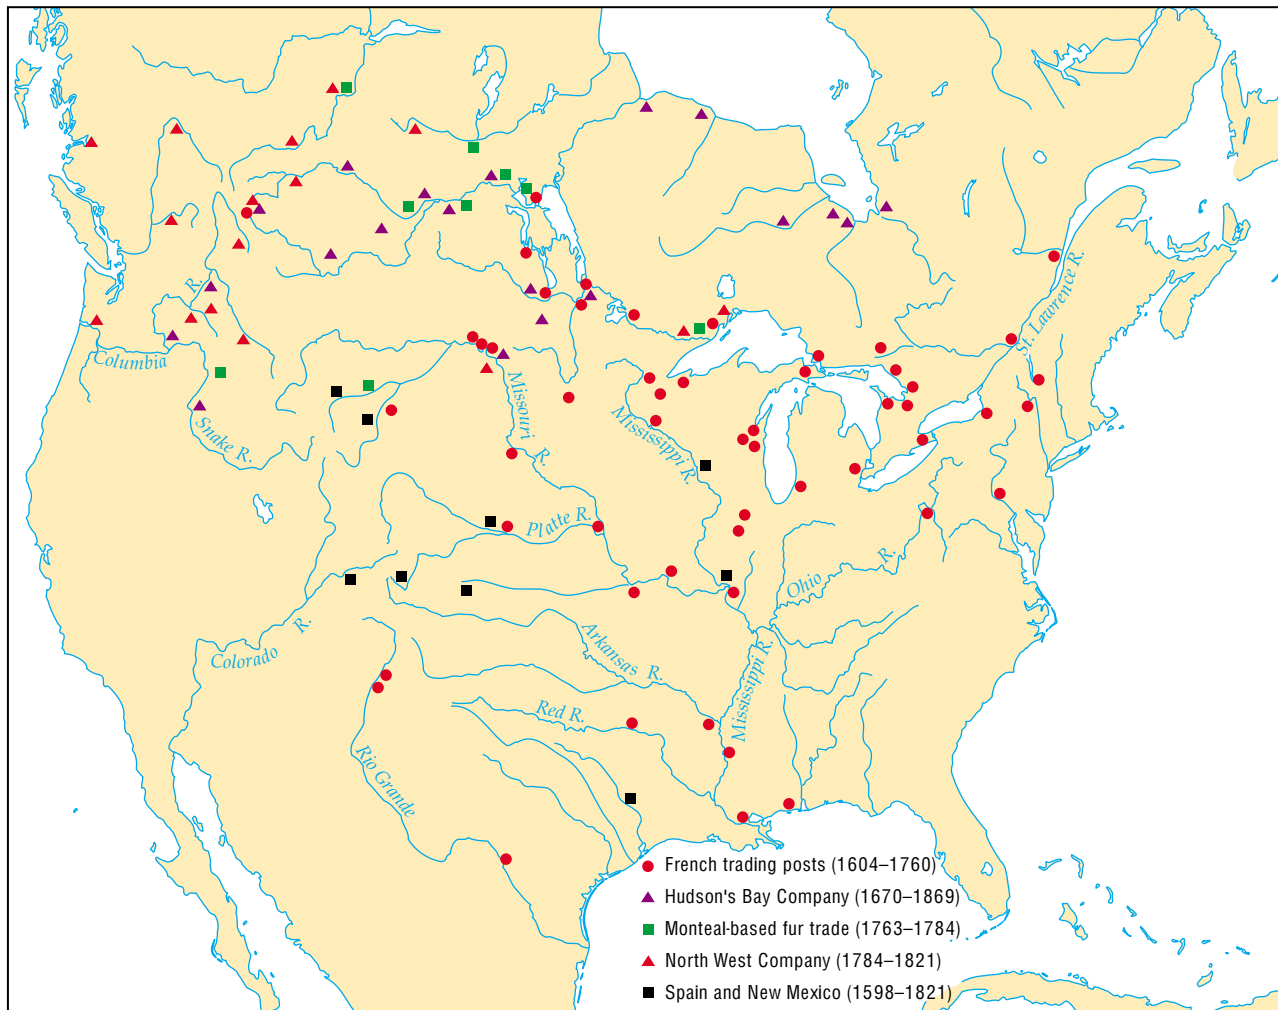 St. Lawrence R.
R.
Columbia
Snake R.
Missouri
R.
Mississippi R.
Platte R.
Ohio
R.
Colorado
R.
Arkansas R.
Mississippi R.
Red R.
Rio Grande
French trading posts (1604–1760)
Hudson's Bay Company (1670–1869)
Monteal-based fur trade (1763–1784)
North West Company (1784–1821)
Spain and New Mexico (1598–1821)